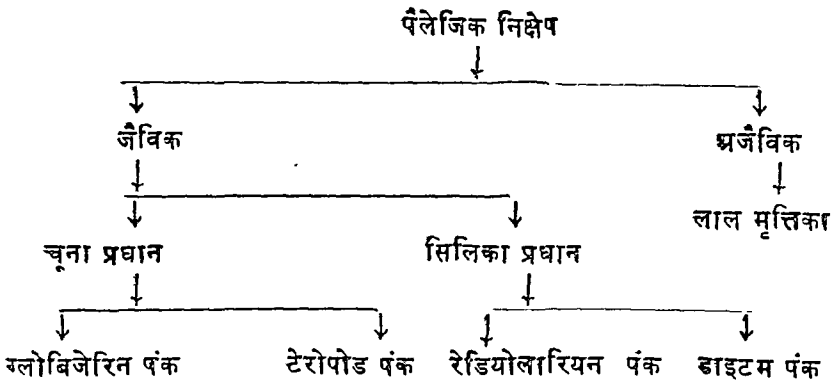 पैलेजिक निक्षेप
जैविक अजैविक
लाल मृत्तिका
चूना प्रधान सिलिका प्रधान
ग्लोबिजेरिन पंक टेरोपोड पंक रेडियोलारियन पंक डाइटम पंक